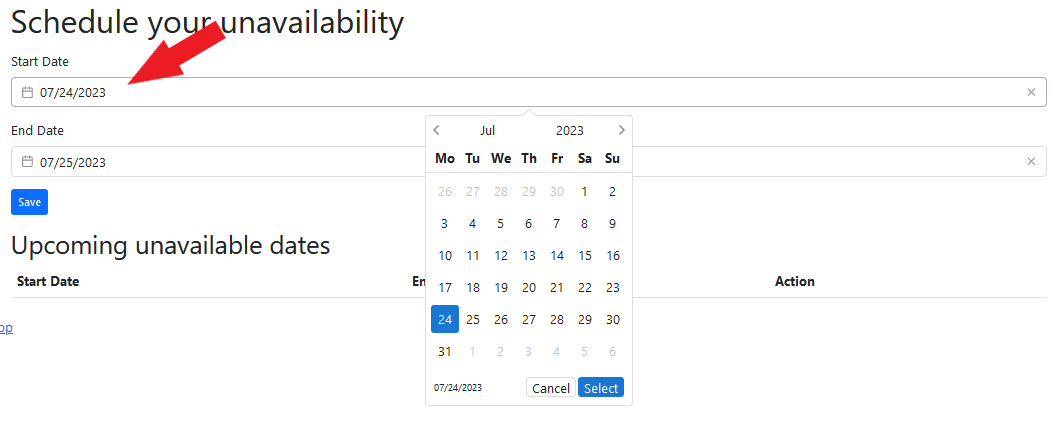 Schedule your unavailability
Start Date
07/24/2023
End Date
07/25/2023
Save
Jul 2023
Mo Tu We Th Fr Sa Su
26 27 28 29 30 1 2
3 4 5 6 7 8 9
10 11 12 13 14 15 16
17 18 19 20 21 22 23
24 25 26 27 28 29 30
31 1 2 3 4 5 6
07/24/2023 Cancel Select
Upcoming unavailable dates
Start Date Action